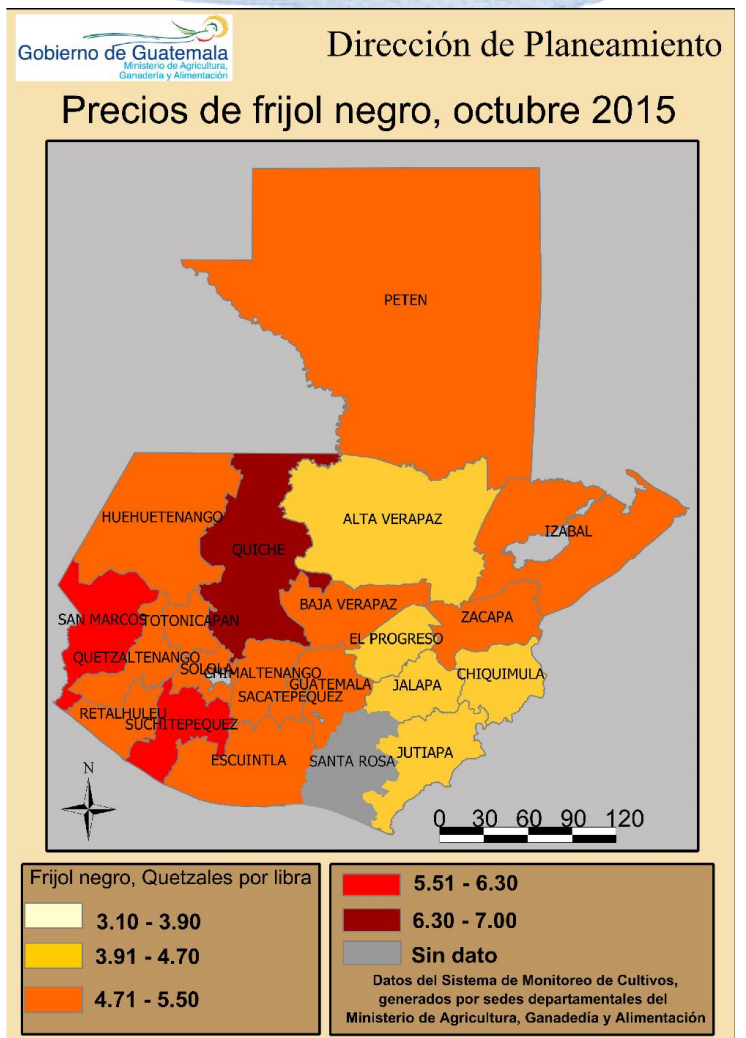 Gobierno de Guatemala
Ministerio de Agricultura,
Ganadería y Alimentación
Dirección de Planeamiento
Precios de frijol negro, octubre 2015
PETEN
HUEHUETENANGO
QUICHE
ALTA VERAPAZ
IZABAL
SAN MARCOS
TOTONICAPAN
BAJA VERAPAZ
ZACAPA
EL PROGRESO
QUETZALTENANGO
SOLOLA
CHIMALTENANGO
GUATEMALA
JALAPA
CHIQUIMULA
SACATEPEQUEZ
RETALHULEU
SUCHITEPEQUEZ
ESCUINTLA
SANTA ROSA
JUTIAPA
N
0 30 60 90 120
Frijol negro, Quetzales por libra
3.10 - 3.90
3.91 - 4.70
4.71 - 5.50
5.51 - 6.30
6.30 - 7.00
Sin dato
Datos del Sistema de Monitoreo de Cultivos,
generados por sedes departamentales del
Ministerio de Agricultura, Ganadedía y Alimentación